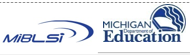 MiBLSi
MICHIGAN
Department of
Education